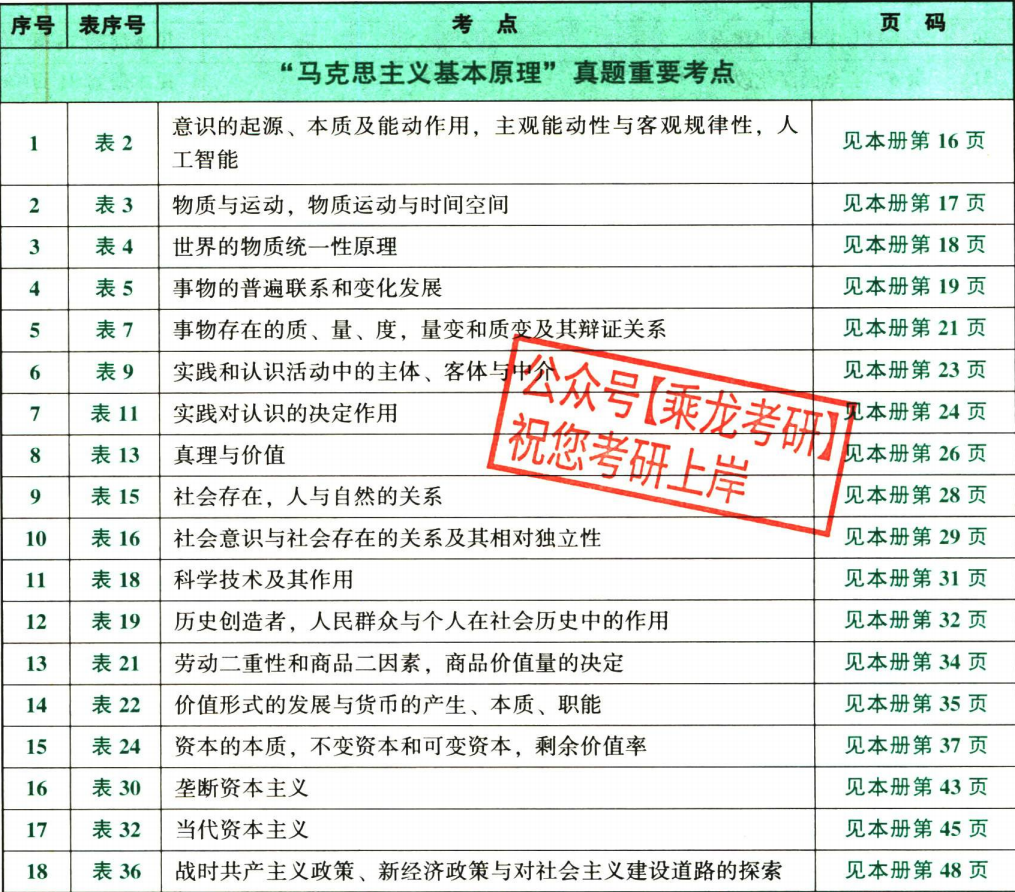 序号 表序号 考 点 页 码
“马克思主义基本原理” 真题重要考点
1 表 2 意识的起源、本质及能动作用，主观能动性与客观规律性，人 见本册第 16 页
工智能
2 表 3 物质与运动，物质运动与时间空间 见本册第 17 页
3 表 4 世界的物质统一性原理 见本册第 18 页
4 表 5 事物的普遍联系和变化发展 见本册第 19 页
5 表 7 事物存在的质、量、度，量变和质变及其辩证关系 见本册第 21 页
6 表 9 实践和认识活动中的主体、客体与中介 见本册第 23 页
7 表 11 实践对认识的决定作用 见本册第 24 页
8 表 13 真理与价值 见本册第 26 页
9 表 15 社会存在，人与自然的关系 见本册第 28 页
10 表 16 社会意识与社会存在的关系及其相对独立性 见本册第 29 页
11 表 18 科学技术及其作用 见本册第 31 页
12 表 19 历史创造者，人民群众与个人在社会历史中的作用 见本册第 32 页
13 表 21 劳动二重性和商品二因素，商品价值量的决定 见本册第 34 页
14 表 22 价值形式的发展与货币的产生、本质、职能 见本册第 35 页
15 表 24 资本的本质，不变资本和可变资本，剩余价值率 见本册第 37 页
16 表 30 垄断资本主义 见本册第 43 页
17 表 32 当代资本主义 见本册第 45 页
18 表 36 战时共产主义政策、新经济政策与对社会主义建设道路的探索 见本册第 48 页
公众号【乘龙考研】
祝您考研上岸